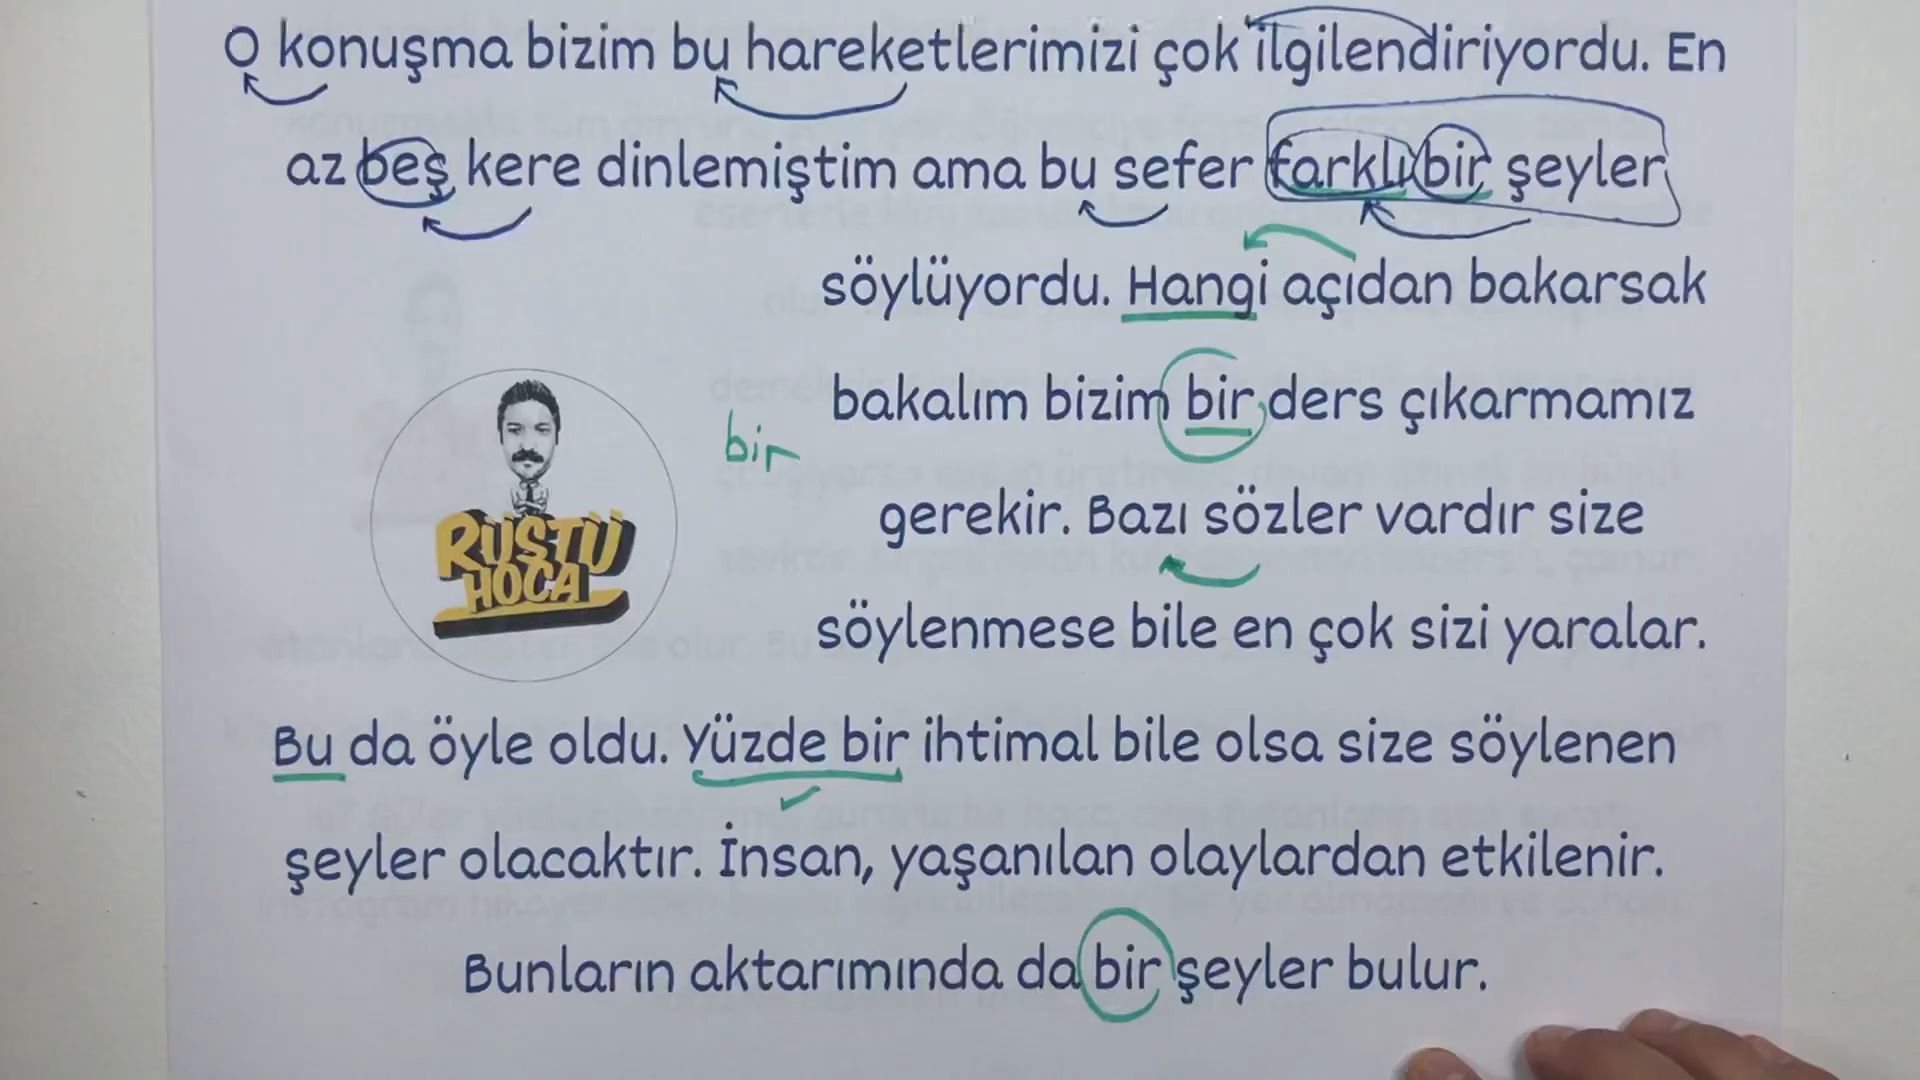 O konuşma bizim bu hareketlerimizi çok ilgilendiriyordu. En
az beş kere dinlemiştim ama bu sefer farklı bir şeyler
söylüyordu. Hangi açıdan bakarsak
bakalım bizim bir ders çıkarmamız
bir
gerekir. Bazı sözler vardır size
RÜŞTÜ
HOCA
söylenmese bile en çok sizi yaralar.
Bu da öyle oldu. Yüzde bir ihtimal bile olsa size söylenen
şeyler olacaktır. İnsan, yaşanılan olaylardan etkilenir.
Bunların aktarımında da bir şeyler bulur.